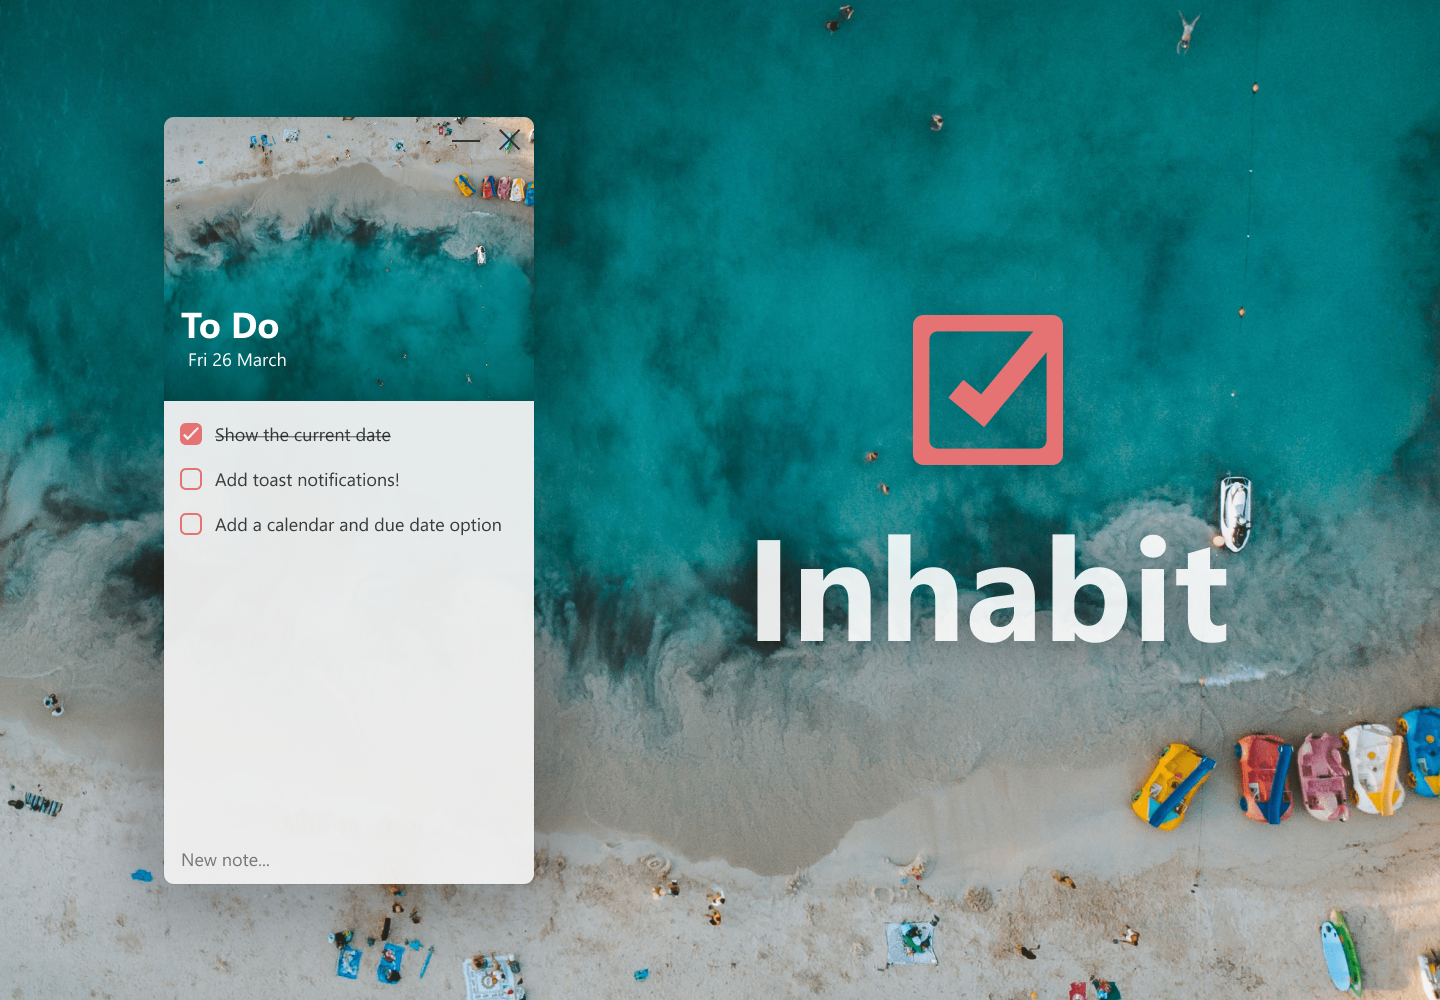 To Do
Fri 26 March
Show the current date
Add toast notifications!
Add a calendar and due date option
New note...
Inhabit